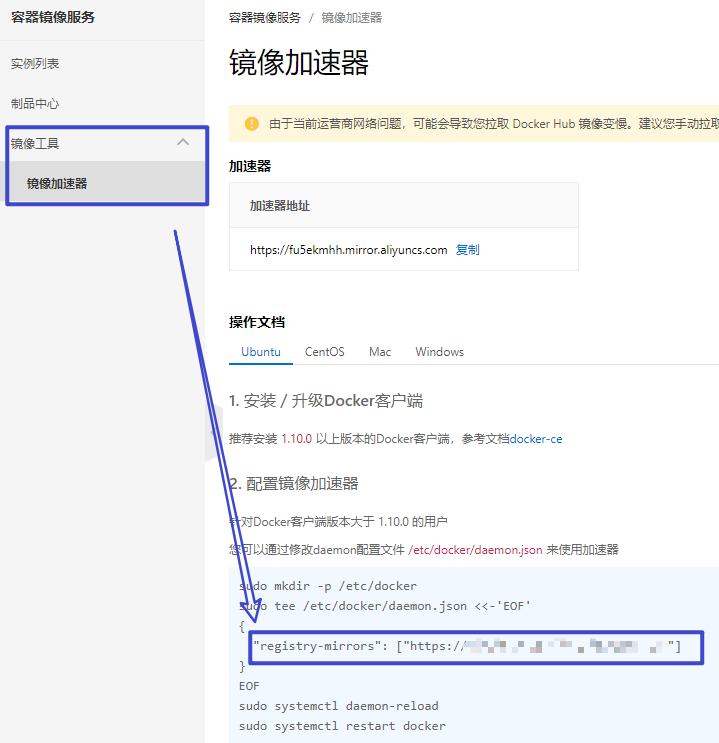 容器镜像服务
实例列表
制品中心
镜像工具
镜像加速器
容器镜像服务 / 镜像加速器
镜像加速器
由于当前运营商网络问题，可能会导致您拉取 Docker Hub 镜像变慢。建议您手动拉取
加速器
加速器地址
https://fu5ekmhh.mirror.aliyuncs.com 复制
操作文档
Ubuntu CentOS Mac Windows
1. 安装 / 升级Docker客户端
推荐安装 1.10.0 以上版本的Docker客户端，参考文档docker-ce
2. 配置镜像加速器
针对Docker客户端版本大于 1.10.0 的用户
您可以通过修改daemon配置文件 /etc/docker/daemon.json 来使用加速器
sudo mkdir -p /etc/docker
sudo tee /etc/docker/daemon.json <<-'EOF'
{
"registry-mirrors": ["https://"]
}
EOF
sudo systemctl daemon-reload
sudo systemctl restart docker